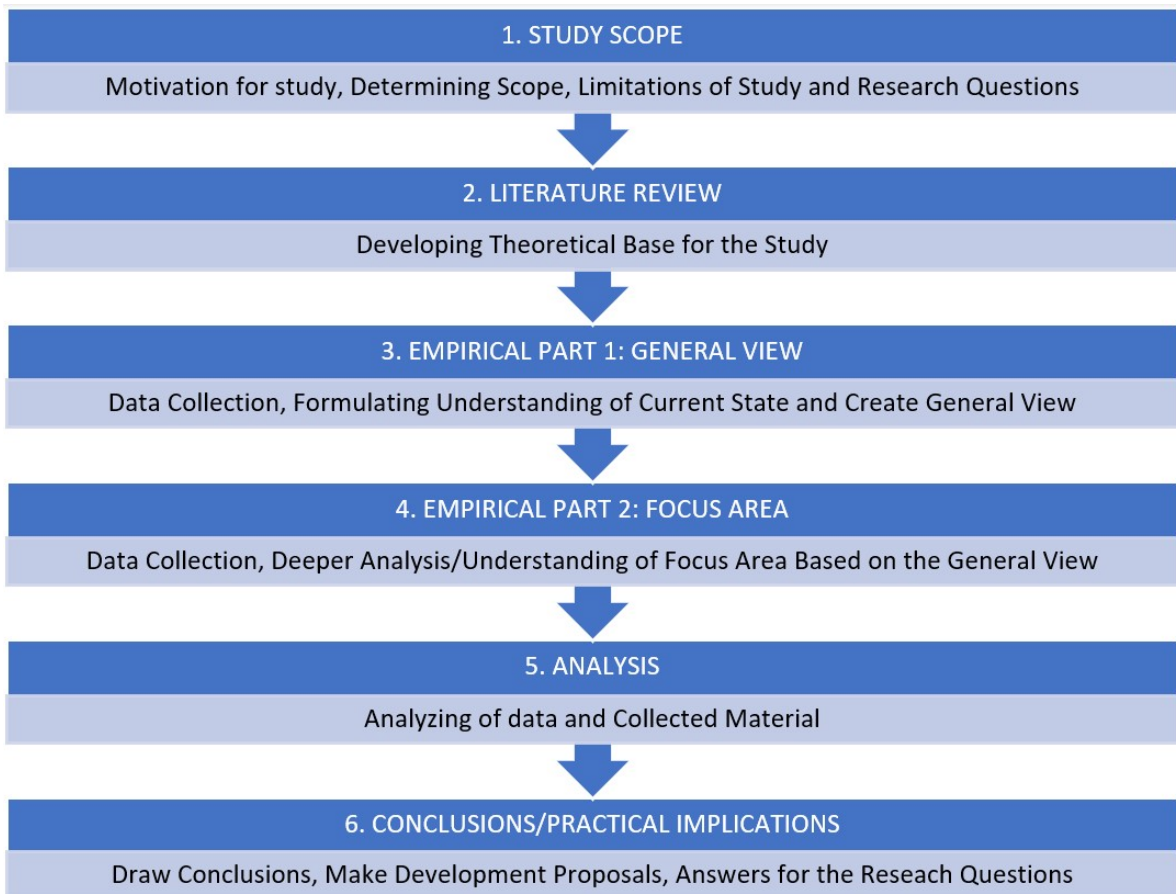 1. STUDY SCOPE
Motivation for study, Determining Scope, Limitations of Study and Research Questions
2. LITERATURE REVIEW
Developing Theoretical Base for the Study
3. EMPIRICAL PART 1: GENERAL VIEW
Data Collection, Formulating Understanding of Current State and Create General View
4. EMPIRICAL PART 2: FOCUS AREA
Data Collection, Deeper Analysis/Understanding of Focus Area Based on the General View
5. ANALYSIS
Analyzing of data and Collected Material
6. CONCLUSIONS/PRACTICAL IMPLICATIONS
Draw Conclusions, Make Development Proposals, Answers for the Reseach Questions